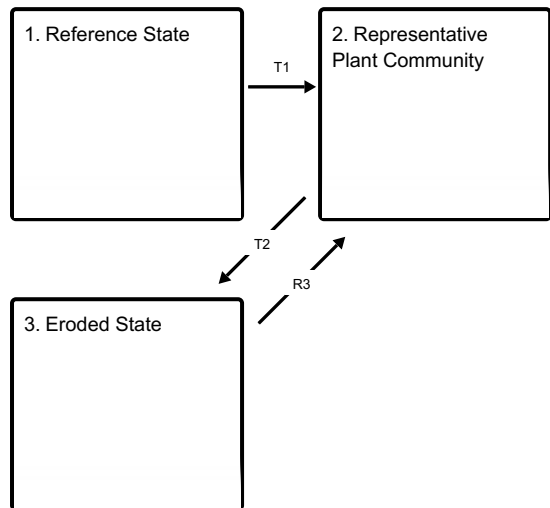 1. Reference State
T1
2. Representative
Plant Community
T2
R3
3. Eroded State